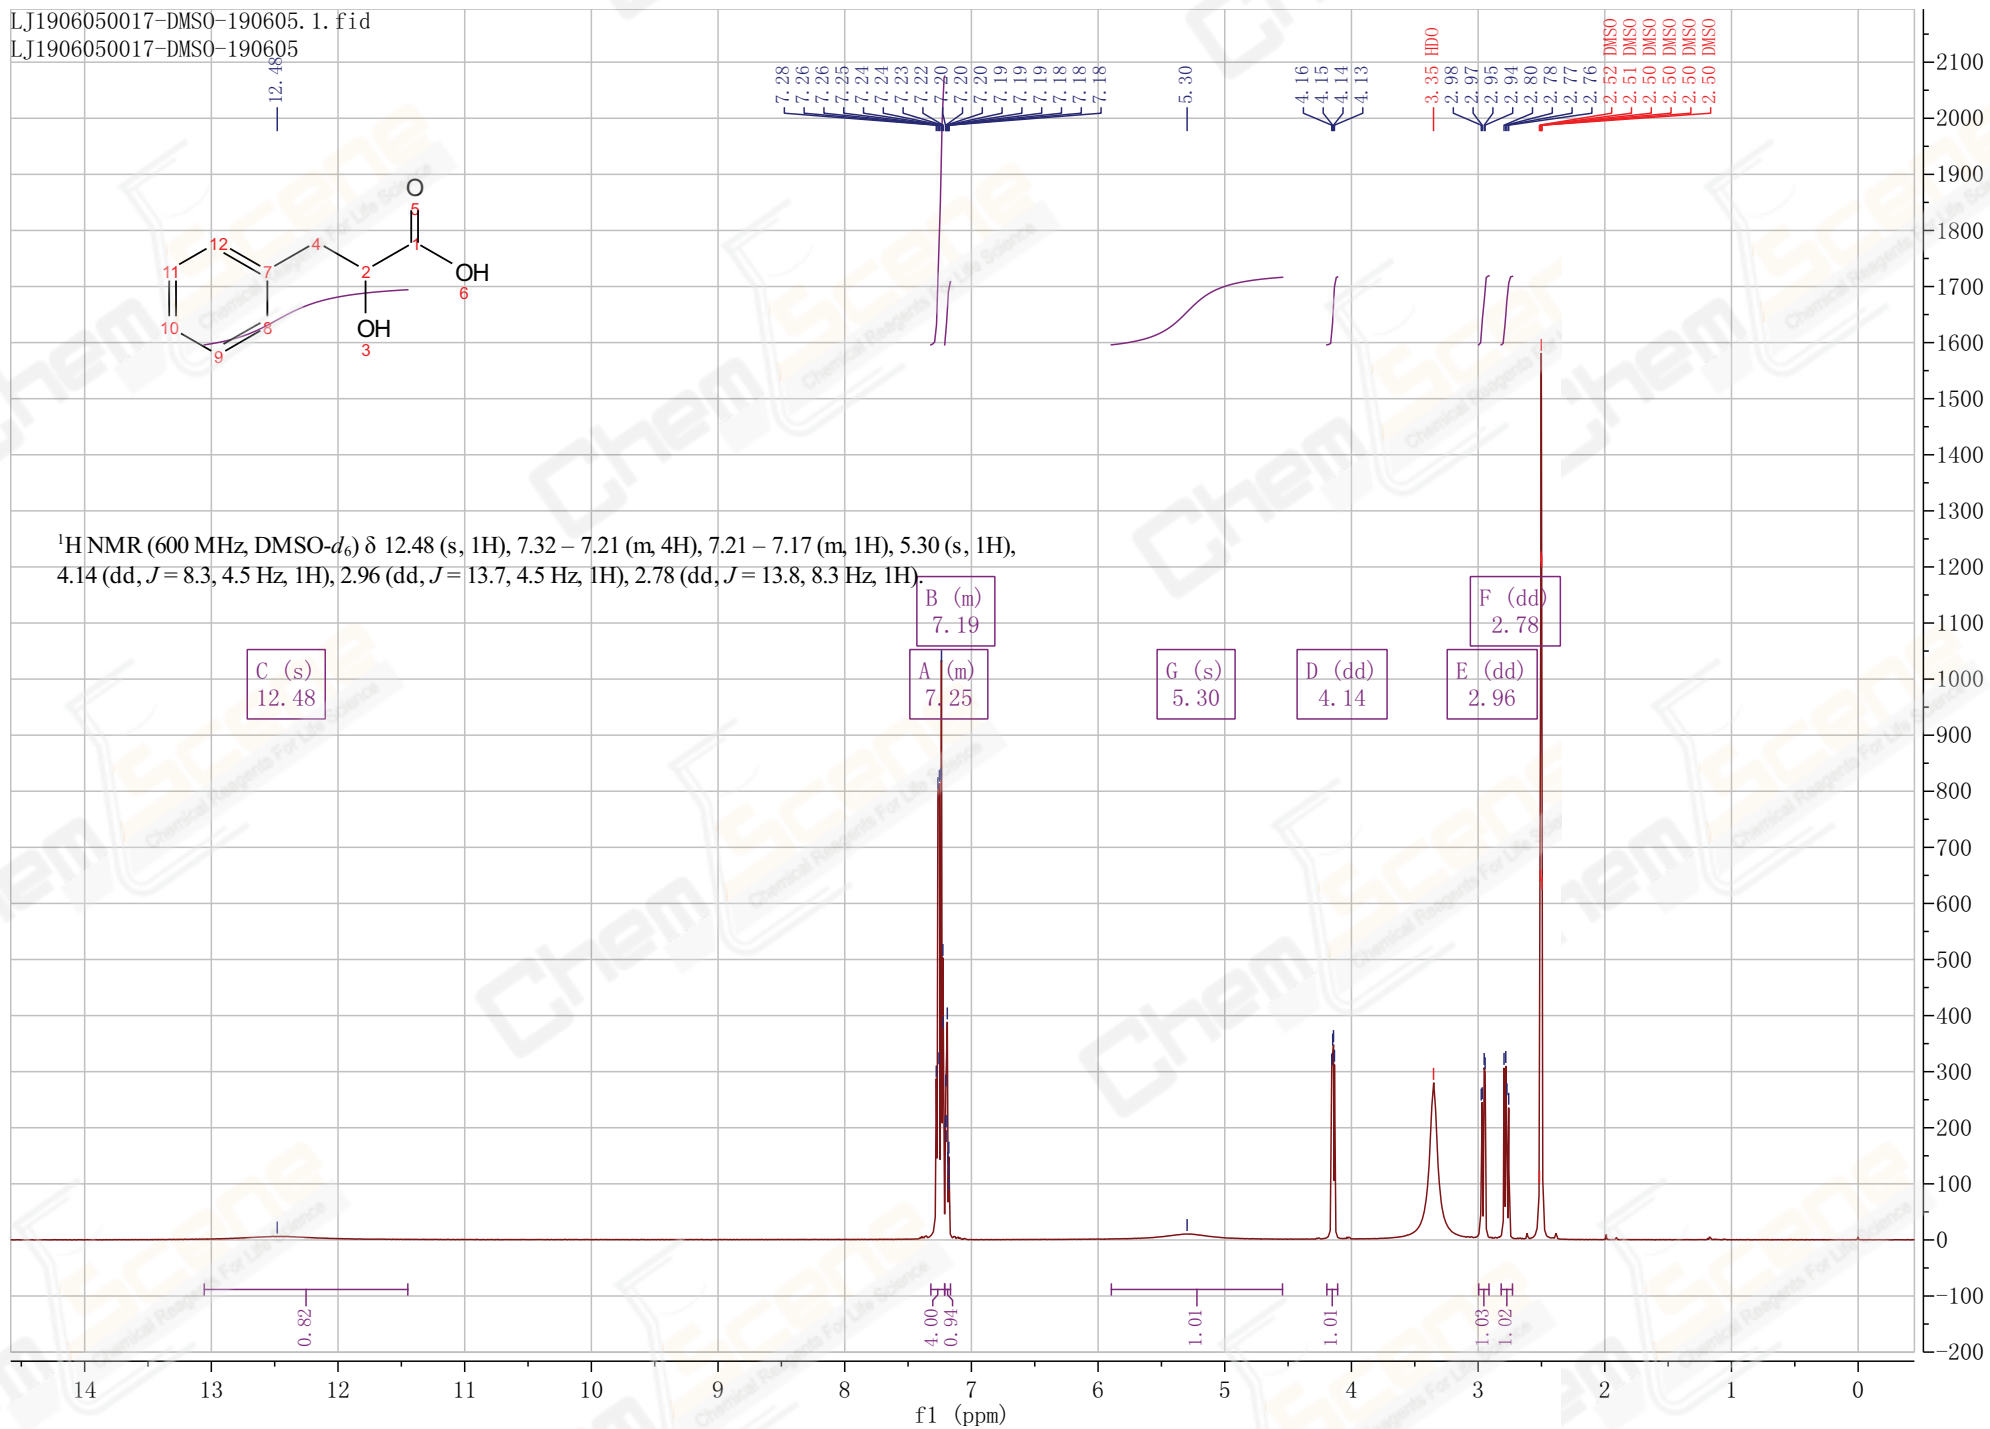 LJ1906050017-DMSO-190605.1.fid
LJ1906050017-DMSO-190605
12.48
7.28
7.26
7.26
7.25
7.24
7.24
7.23
7.22
7.20
7.20
7.20
7.19
7.19
7.19
7.18
7.18
7.18
5.30
4.16
4.15
4.14
4.13
3.35 HDO
2.98
2.97
2.95
2.94
2.80
2.78
2.77
2.76
2.52 DMSO
2.51 DMSO
2.50 DMSO
2.50 DMSO
2.50 DMSO
2.50 DMSO
O
5
12 4 1
11 7 2 OH
6
10 8 OH
9 3
¹H NMR (600 MHz, DMSO-d₆) δ 12.48 (s, 1H), 7.32 – 7.21 (m, 4H), 7.21 – 7.17 (m, 1H), 5.30 (s, 1H),
4.14 (dd, J = 8.3, 4.5 Hz, 1H), 2.96 (dd, J = 13.7, 4.5 Hz, 1H), 2.78 (dd, J = 13.8, 8.3 Hz, 1H).
B (m)
7.19
F (dd)
2.78
C (s)
12.48
A (m)
7.25
G (s)
5.30
D (dd)
4.14
E (dd)
2.96
0.82
4.00
0.94
1.01
1.01
1.03
1.02
14 13 12 11 10 9 8 7 6 5 4 3 2 1 0
f1 (ppm)
2100
2000
1900
1800
1700
1600
1500
1400
1300
1200
1100
1000
900
800
700
600
500
400
300
200
100
0
-100
-200
ChemScene
Chemical Reagents For Life Science